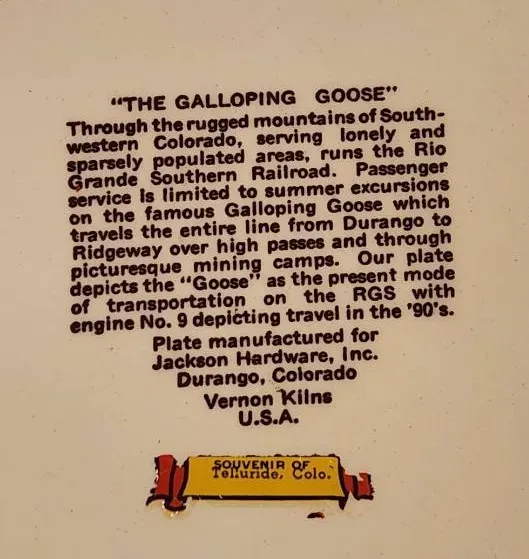 "THE GALLOPING GOOSE"
Through the rugged mountains of South-
western Colorado, serving lonely and
sparsely populated areas, runs the Rio
Grande Southern Railroad. Passenger
service is limited to summer excursions
on the famous Galloping Goose which
travels the entire line from Durango to
Ridgeway over high passes and through
picturesque mining camps. Our plate
depicts the "Goose" as the present mode
of transportation on the RGS with
engine No. 9 depicting travel in the '90's.
Plate manufactured for
Jackson Hardware, Inc.
Durango, Colorado
Vernon Kilns
U.S.A.
SOUVENIR OF
Telluride, Colo.